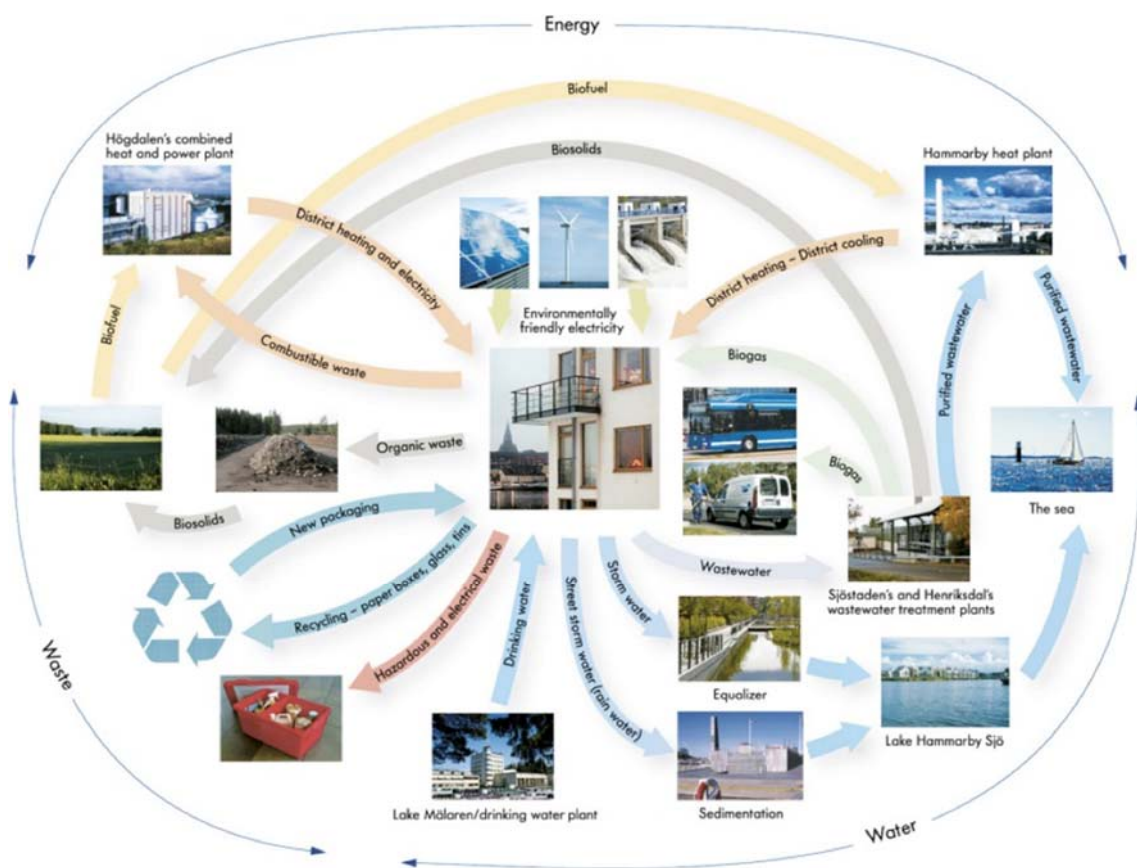 Energy
Biofuel
Högdalen's combined
heat and power plant
Biosolids
Hammarby heat plant
District heating and electricity
District heating – District cooling
Environmentally
friendly electricity
Biofuel
Combustible waste
Biogas
Purified wastewater
Purified wastewater
Organic waste
Biogas
Biosolids
New packaging
The sea
Wastewater
Sjöstaden's and Henriksdal's
wastewater treatment plants
Recycling – paper boxes, glass, tins
Hazardous and electrical waste
Drinking water
Street storm water (rain water)
Storm water
Waste
Equalizer
Lake Hammarby Sjö
Lake Mälaren/drinking water plant
Sedimentation
Water